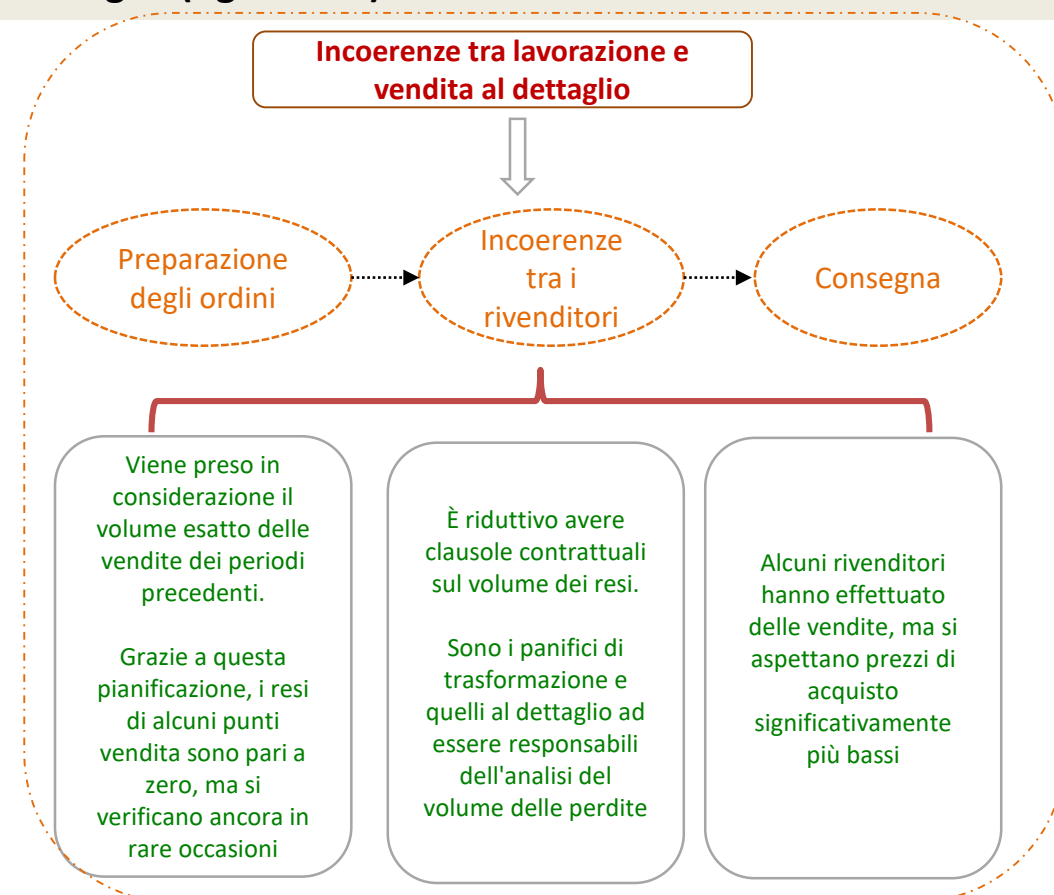 Incoerenze tra lavorazione e
vendita al dettaglio
Preparazione
degli ordini
Incoerenze
tra i
rivenditori
Consegna
Viene preso in
considerazione il
volume esatto delle
vendite dei periodi
precedenti.
Grazie a questa
pianificazione, i resi
di alcuni punti
vendita sono pari a
zero, ma si
verificano ancora in
rare occasioni
È riduttivo avere
clausole contrattuali
sul volume dei resi.
Sono i panifici di
trasformazione e
quelli al dettaglio ad
essere responsabili
dell'analisi del
volume delle perdite
Alcuni rivenditori
hanno effettuato
delle vendite, ma si
aspettano prezzi di
acquisto
significativamente
più bassi